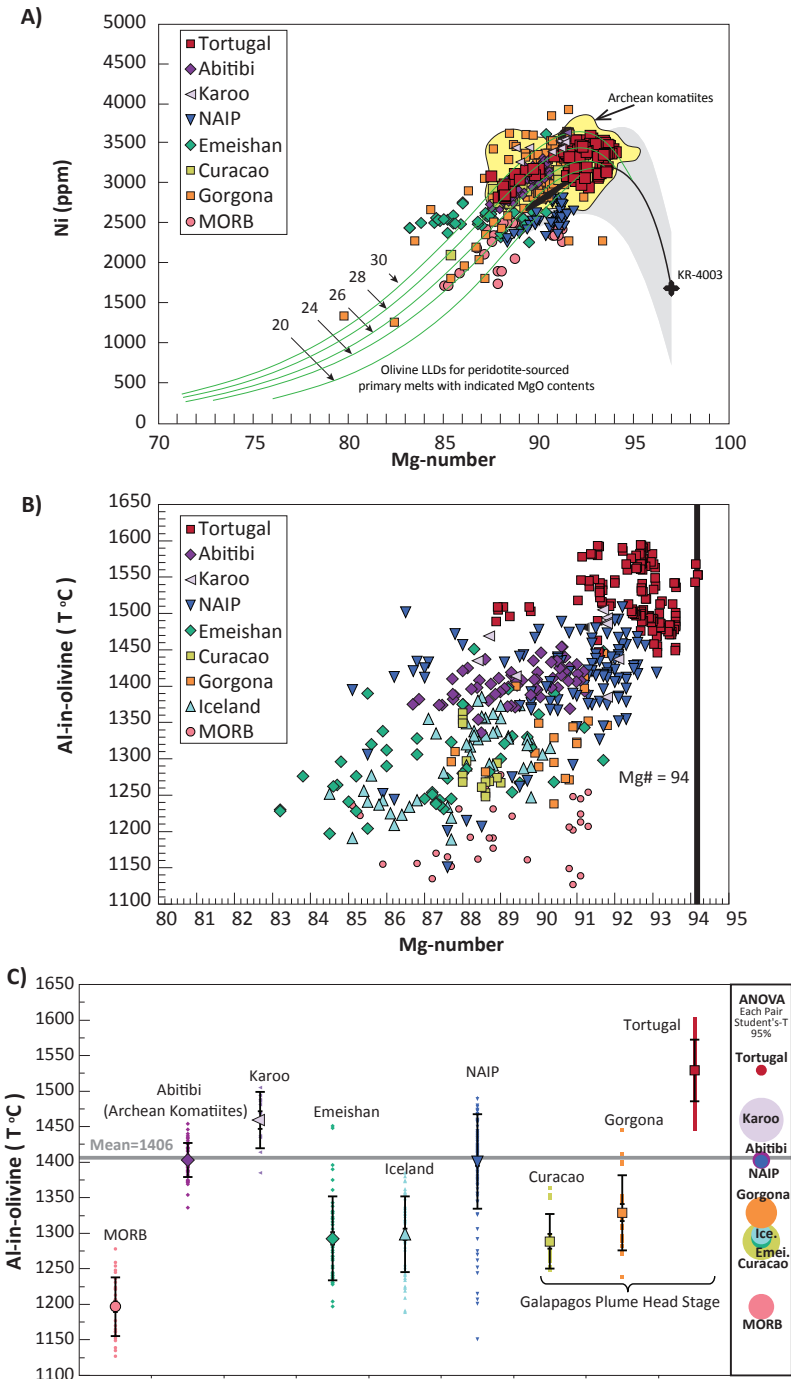 A)
5000
4500
4000
3500
3000
2500
2000
1500
1000
500
0
Ni (ppm)
Tortugal
Abitibi
Karoo
NAIP
Emeishan
Curacao
Gorgona
MORB
Archean komatiites
KR-4003
30
28
26
24
20
Olivine LLDs for peridotite-sourced
primary melts with indicated MgO contents
70 75 80 85 90 95 100
Mg-number
B)
1650
1600
1550
1500
1450
1400
1350
1300
1250
1200
1150
1100
Al-in-olivine ( T °C)
Tortugal
Abitibi
Karoo
NAIP
Emeishan
Curacao
Gorgona
Iceland
MORB
Mg# = 94
80 81 82 83 84 85 86 87 88 89 90 91 92 93 94 95
Mg-number
C)
1650
1600
1550
1500
1450
1400
1350
1300
1250
1200
1150
1100
Al-in-olivine ( T °C)
Mean=1406
MORB
Abitibi
(Archean Komatiites)
Karoo
Emeishan
Iceland
NAIP
Curacao
Gorgona
Tortugal
Galapagos Plume Head Stage
ANOVA
Each Pair
Student's-T
95%
Tortugal
Karoo
Abitibi
NAIP
Gorgona
Ice.
Emei.
Curacao
MORB